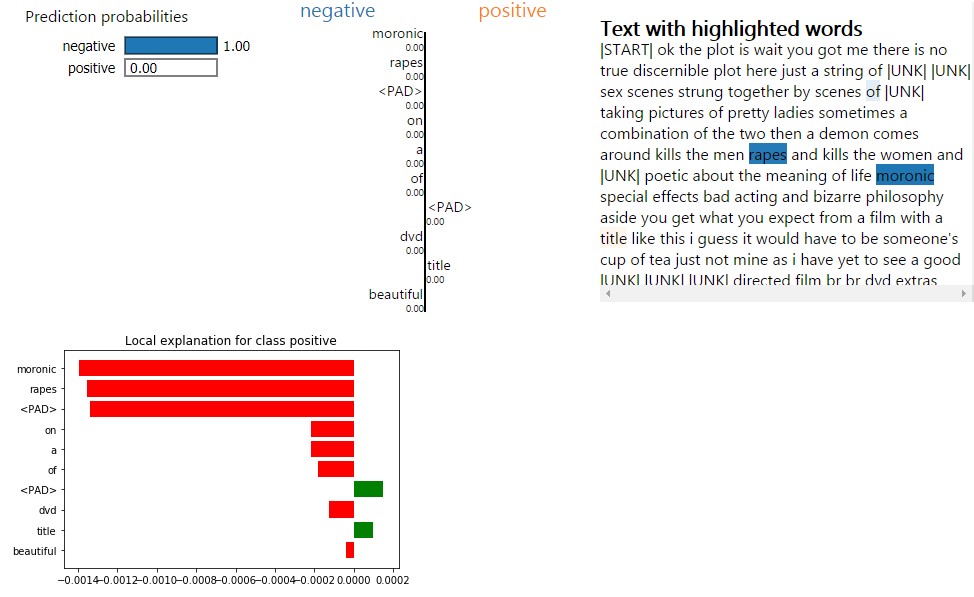 Prediction probabilities
negative 1.00
positive 0.00
negative positive
moronic
0.00
rapes
0.00
<PAD>
0.00
on
0.00
a
0.00
of
0.00
<PAD>
0.00
dvd
0.00
title
0.00
beautiful
0.00
Text with highlighted words
|START| ok the plot is wait you got me there is no
true discernible plot here just a string of |UNK| |UNK|
sex scenes strung together by scenes of |UNK|
taking pictures of pretty ladies sometimes a
combination of the two then a demon comes
around kills the men rapes and kills the women and
|UNK| poetic about the meaning of life moronic
special effects bad acting and bizarre philosophy
aside you get what you expect from a film with a
title like this i guess it would have to be someone's
cup of tea just not mine as i have yet to see a good
|UNK| |UNK| |UNK| directed film br br dvd extras
Local explanation for class positive
moronic
rapes
<PAD>
on
a
of
<PAD>
dvd
title
beautiful
−0.0014−0.0012−0.0010−0.0008−0.0006−0.0004−0.0002 0.0000 0.0002